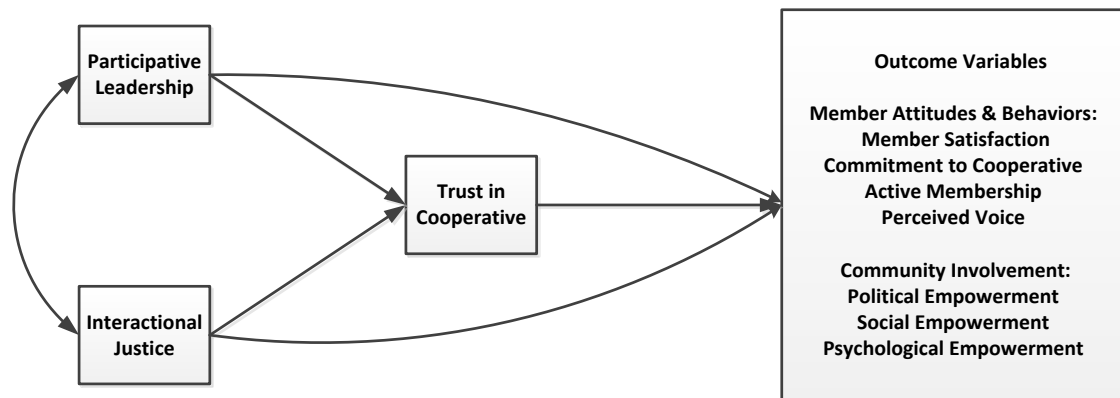 Participative
Leadership
Interactional
Justice
Trust in
Cooperative
Outcome Variables
Member Attitudes & Behaviors:
Member Satisfaction
Commitment to Cooperative
Active Membership
Perceived Voice
Community Involvement:
Political Empowerment
Social Empowerment
Psychological Empowerment